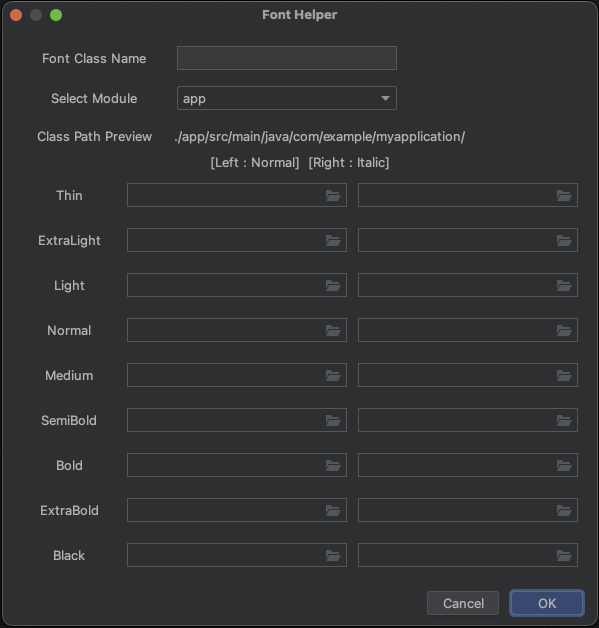 Font Helper
Font Class Name
Select Module app
Class Path Preview ./app/src/main/java/com/example/myapplication/
[Left : Normal] [Right : Italic]
Thin
ExtraLight
Light
Normal
Medium
SemiBold
Bold
ExtraBold
Black
Cancel OK